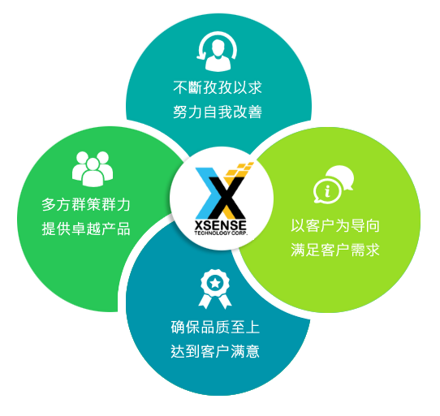 不斷孜孜以求
努力自我改善
多方群策群力
提供卓越产品
XSENSE
TECHNOLOGY CORP.
以客户为导向
满足客户需求
确保品质至上
达到客户满意